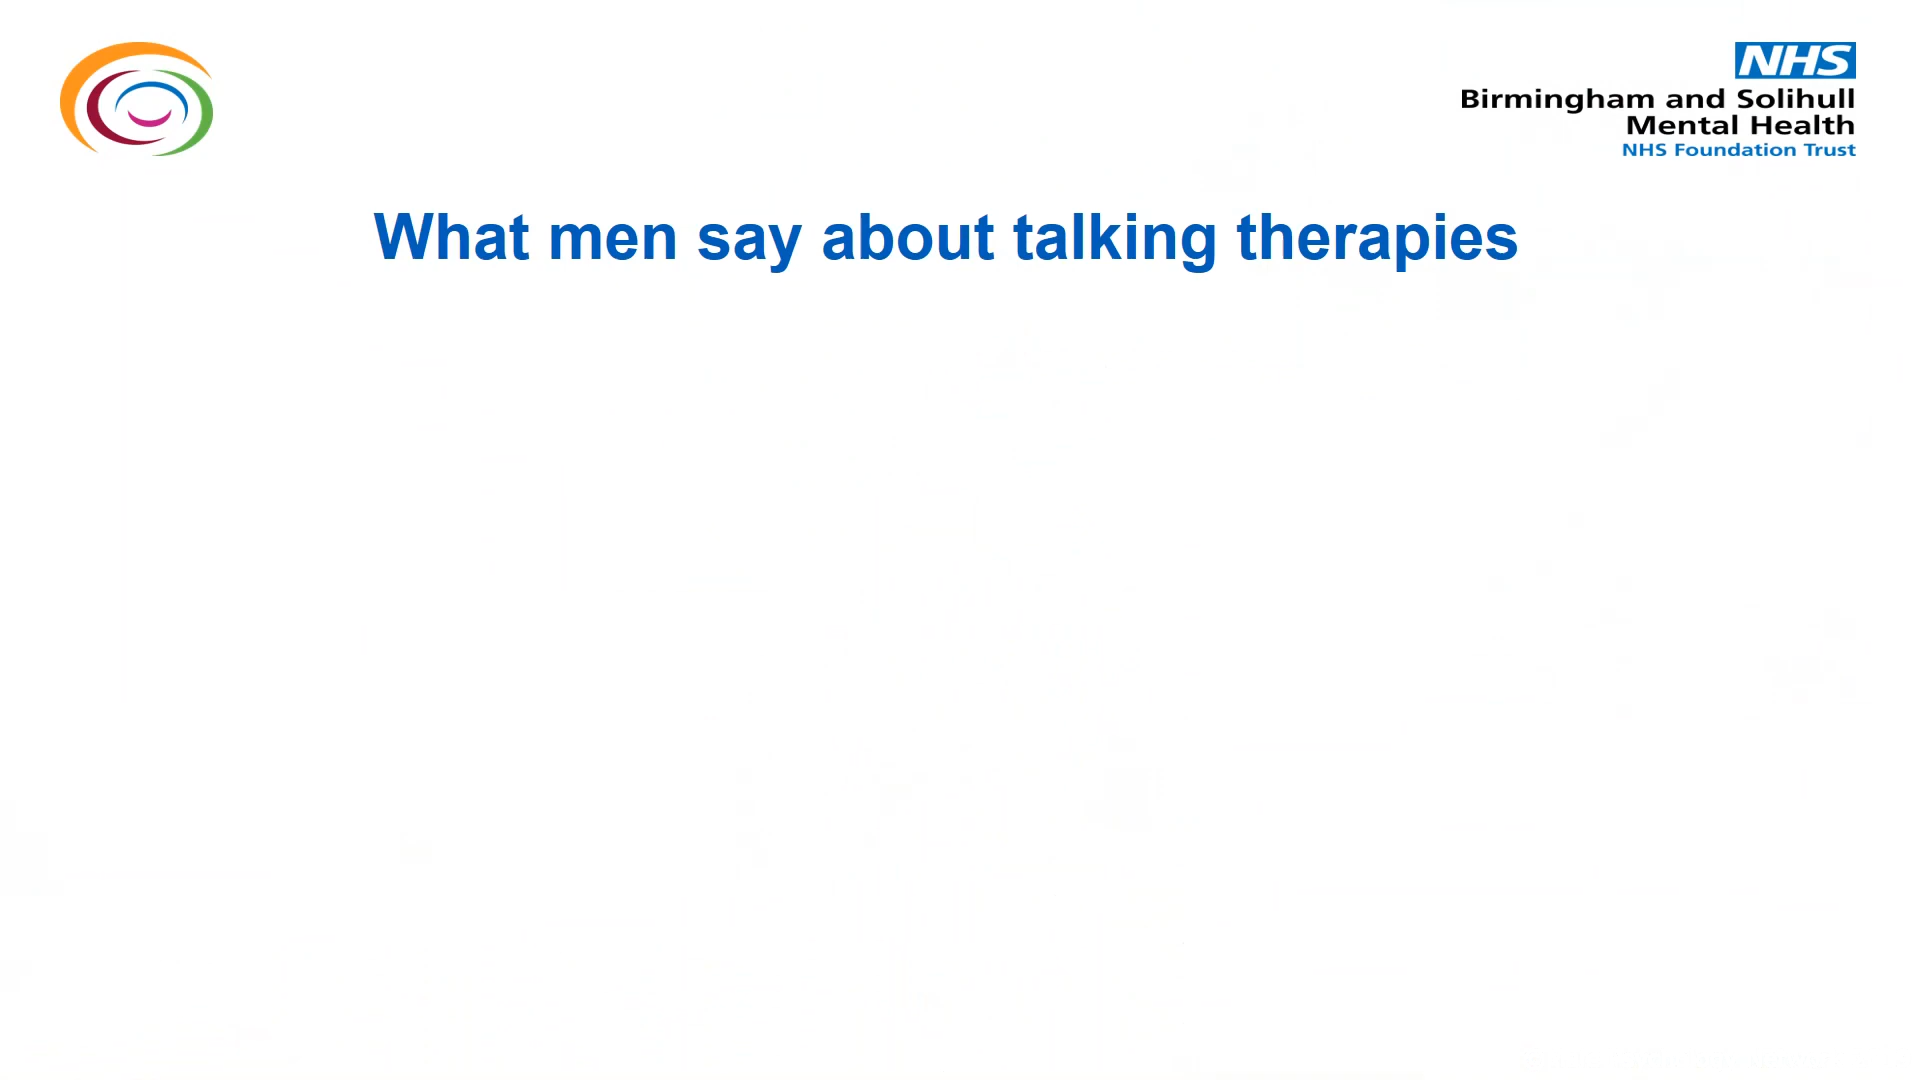 NHS
Birmingham and Solihull
Mental Health
NHS Foundation Trust
What men say about talking therapies